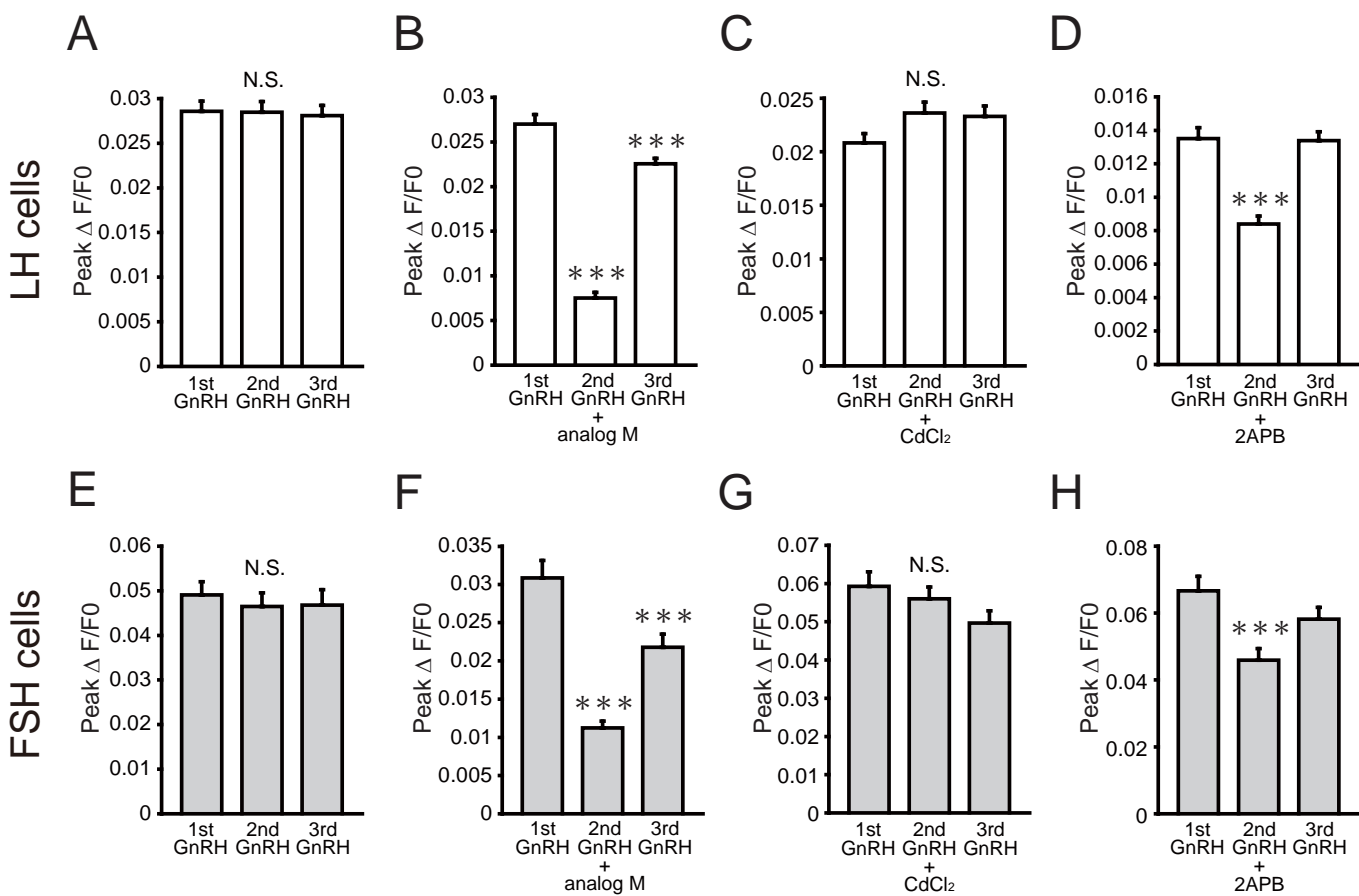 A
B
C
D
LH cells
N.S.
Peak Δ F/F0
0.03
0.025
0.02
0.015
0.01
0.005
0
1st 2nd 3rd
GnRH GnRH GnRH
Peak Δ F/F0
0.03
0.025
0.02
0.015
0.01
0.005
0
***
***
1st 2nd 3rd
GnRH GnRH GnRH
+
analog M
N.S.
Peak Δ F/F0
0.025
0.02
0.015
0.01
0.005
0
1st 2nd 3rd
GnRH GnRH GnRH
+
CdCl₂
Peak Δ F/F0
0.016
0.014
0.012
0.01
0.008
0.006
0.004
0.002
0
***
1st 2nd 3rd
GnRH GnRH GnRH
+
2APB
E
F
G
H
FSH cells
N.S.
Peak Δ F/F0
0.06
0.05
0.04
0.03
0.02
0.01
0
1st 2nd 3rd
GnRH GnRH GnRH
Peak Δ F/F0
0.035
0.03
0.025
0.02
0.015
0.01
0.005
0
***
***
1st 2nd 3rd
GnRH GnRH GnRH
+
analog M
N.S.
Peak Δ F/F0
0.07
0.06
0.05
0.04
0.03
0.02
0.01
0
1st 2nd 3rd
GnRH GnRH GnRH
+
CdCl₂
Peak Δ F/F0
0.08
0.06
0.04
0.02
0
***
1st 2nd 3rd
GnRH GnRH GnRH
+
2APB